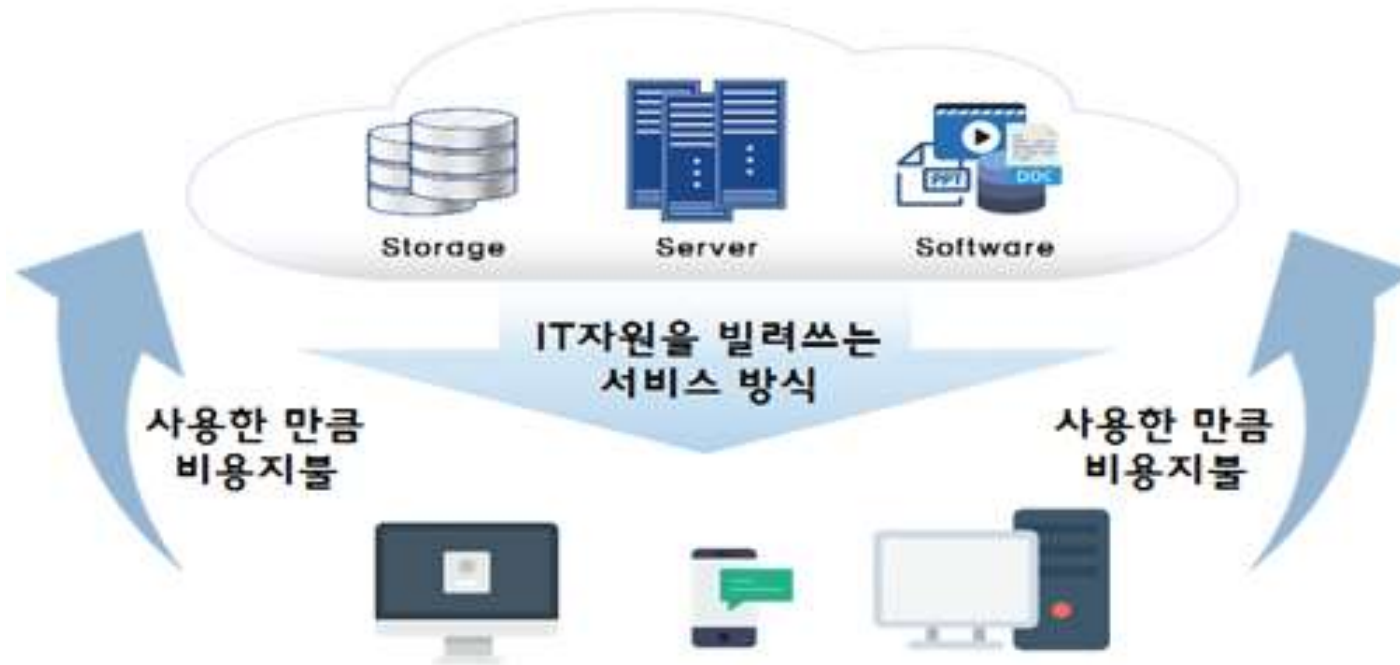 PPT
DOC
Storage
Server
Software
IT자원을 빌려쓰는
서비스 방식
사용한 만큼
비용지불
사용한 만큼
비용지불